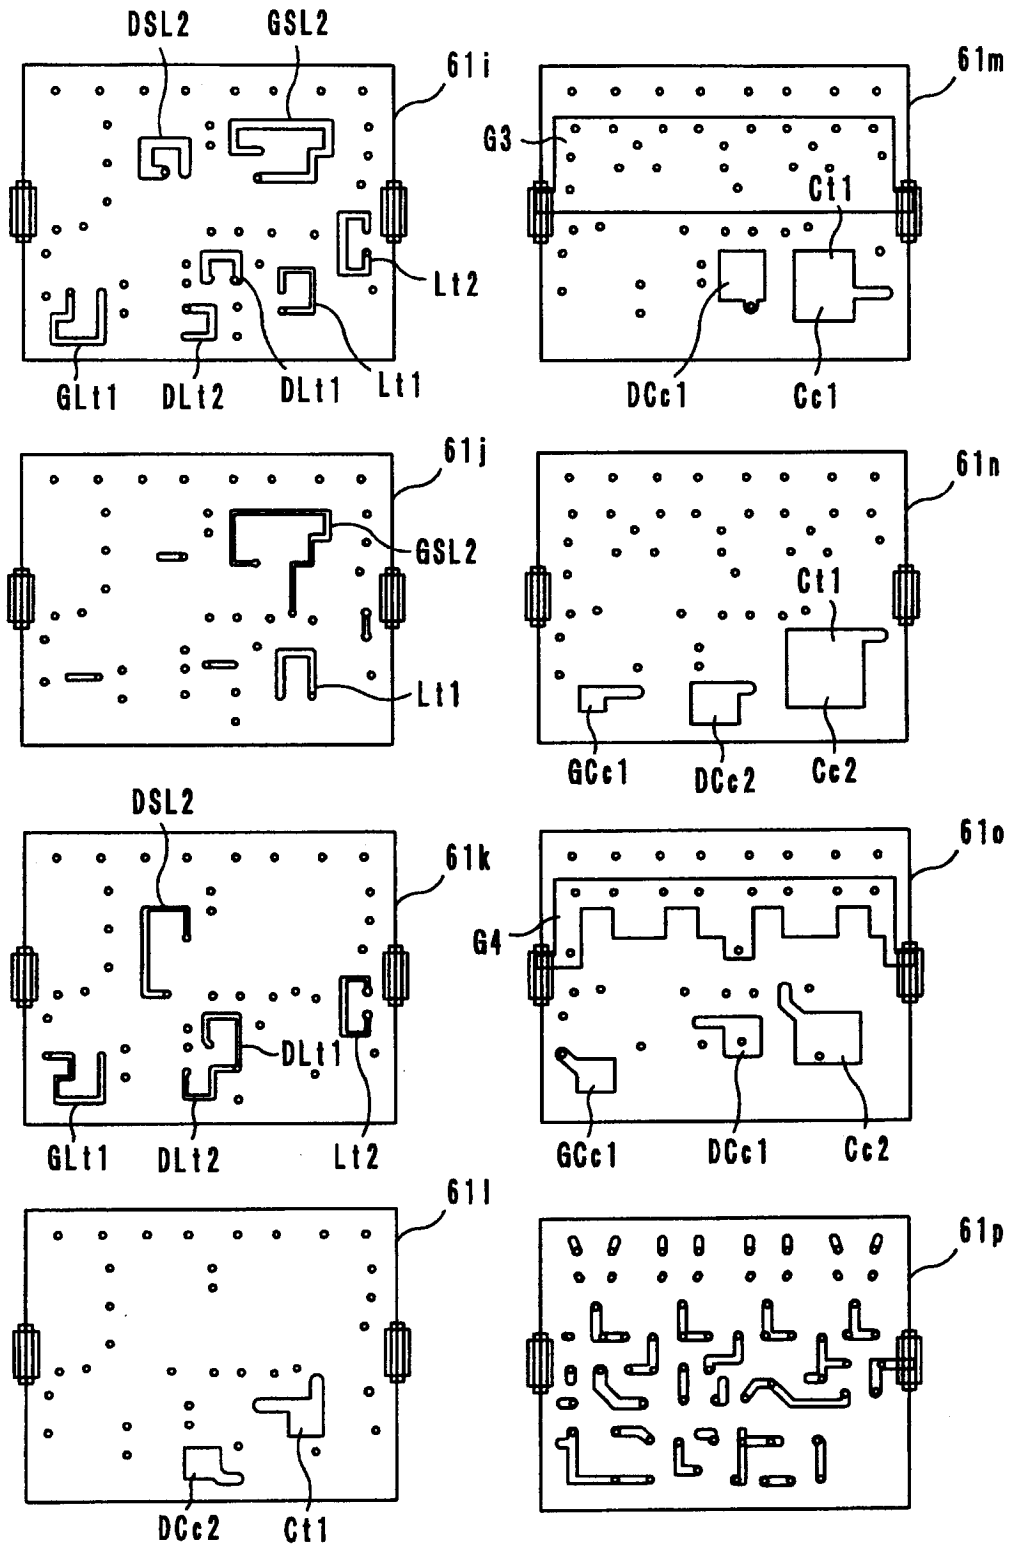 DSL2 GSL2
61i
Lt2
GLt1 DLt2 DLt1 Lt1
61m
G3
Ct1
DCc1 Cc1
61j
GSL2
Lt1
61n
Ct1
GCc1 DCc2 Cc2
DSL2
61k
DLt1
GLt1 DLt2 Lt2
61o
G4
GCc1 DCc1 Cc2
61l
DCc2 Ct1
61p